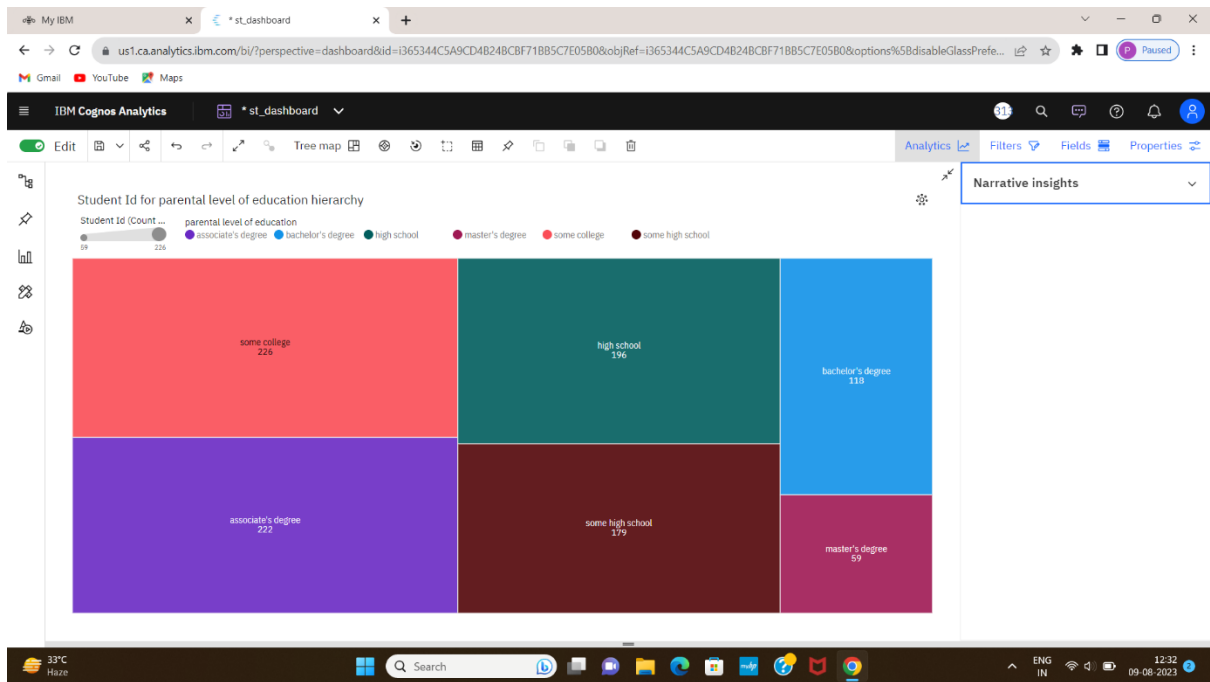 My IBM
* st_dashboard
us1.ca.analytics.ibm.com/bi/?perspective=dashboard&id=i365344C5A9CD4B24BCBF71BB5C7E05B0&objRef=i365344C5A9CD4B24BCBF71BB5C7E05B0&options%5BdisableGlassPrefe...
P Paused
Gmail YouTube Maps
IBM Cognos Analytics
* st_dashboard
Edit
Tree map
Analytics Filters Fields Properties
Narrative insights
Student Id for parental level of education hierarchy
Student Id (Count ...
59 226
parental level of education
associate's degree bachelor's degree high school master's degree some college some high school
some college
226
high school
196
bachelor's degree
118
associate's degree
222
some high school
179
master's degree
59
33°C
Haze
Search
ENG
IN
12:32
09-08-2023
2